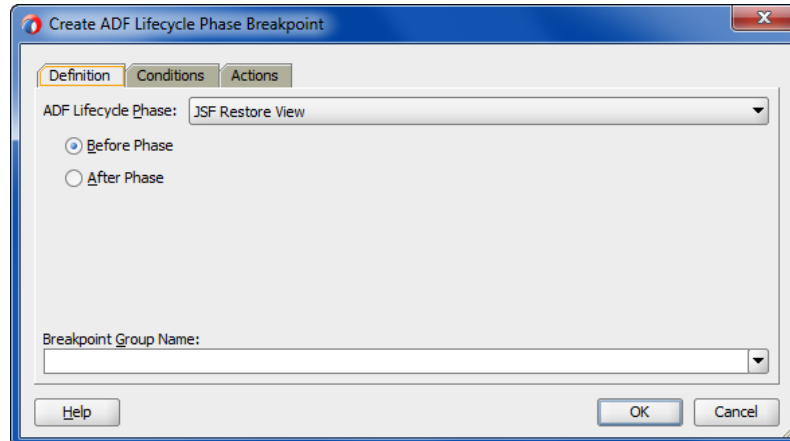 Create ADF Lifecycle Phase Breakpoint
Definition Conditions Actions
ADF Lifecycle Phase: JSF Restore View
Before Phase
After Phase
Breakpoint Group Name:
Help OK Cancel